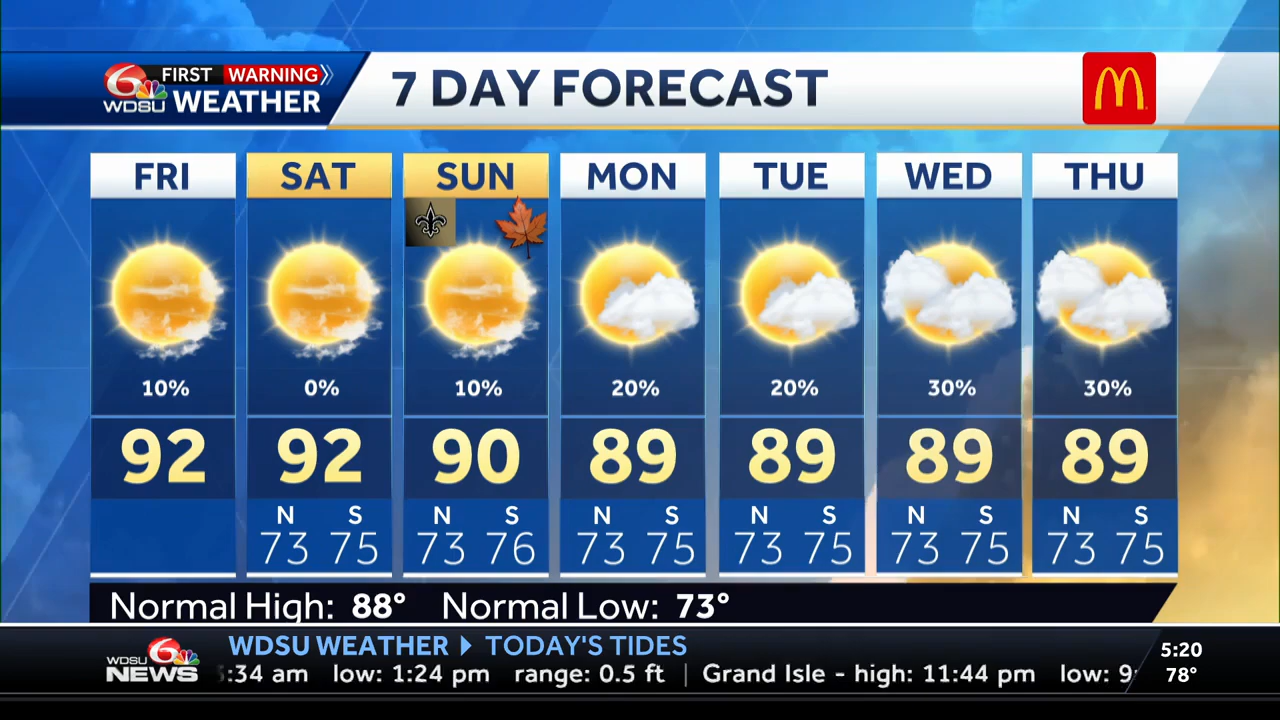 6 WDSU FIRST WARNING WEATHER
7 DAY FORECAST
FRI SAT SUN MON TUE WED THU
10% 0% 10% 20% 20% 30% 30%
92 92 90 89 89 89 89
N S N S N S N S N S N S
73 75 73 76 73 75 73 75 73 75 73 75
Normal High: 88° Normal Low: 73°
WDSU 6 NEWS
WDSU WEATHER TODAY'S TIDES
:34 am low: 1:24 pm range: 0.5 ft | Grand Isle - high: 11:44 pm low: 9
5:20
78°